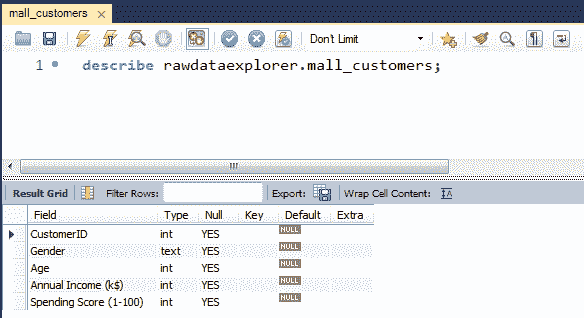 mall_customers
Don't Limit
1 describe rawdataexplorer.mall_customers;
Result Grid Filter Rows: Export: Wrap Cell Content:
Field Type Null Key Default Extra
CustomerID int YES NULL
Gender text YES NULL
Age int YES NULL
Annual Income (k$) int YES NULL
Spending Score (1-100) int YES NULL